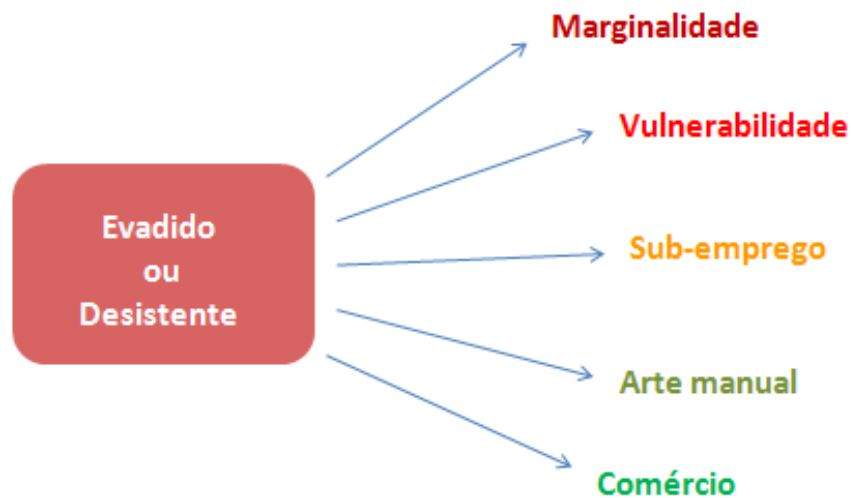 Marginalidade
Vulnerabilidade
Evadido
ou
Desistente
Sub-emprego
Arte manual
Comércio